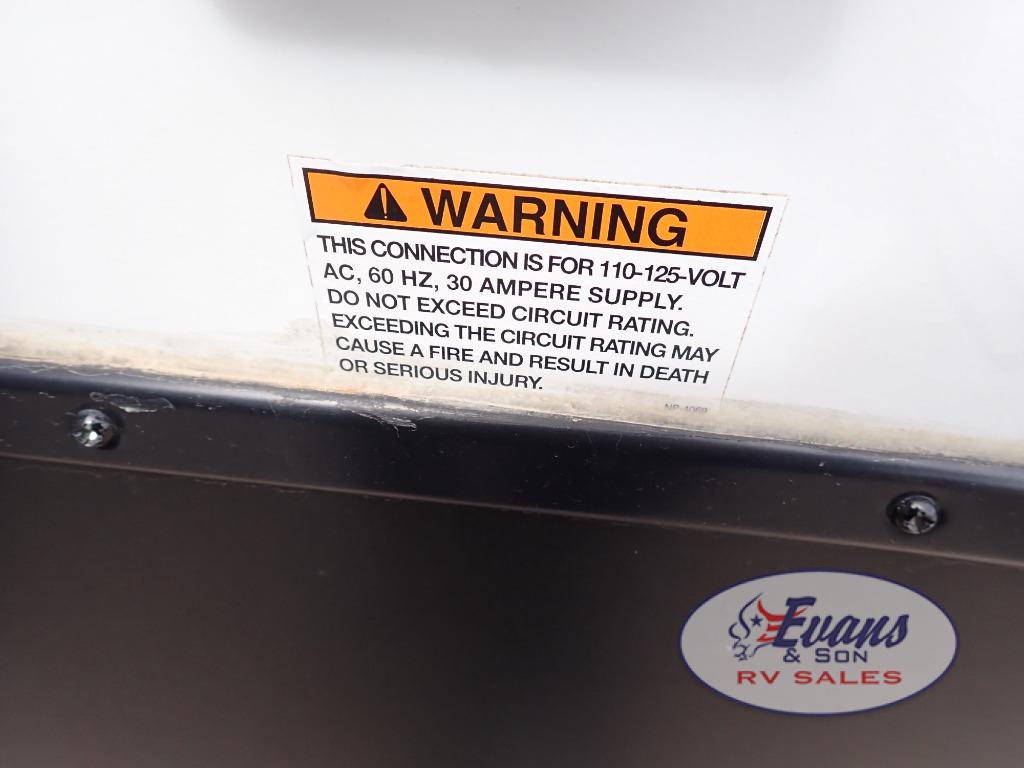 WARNING
THIS CONNECTION IS FOR 110-125-VOLT
AC, 60 HZ, 30 AMPERE SUPPLY.
DO NOT EXCEED CIRCUIT RATING.
EXCEEDING THE CIRCUIT RATING MAY
CAUSE A FIRE AND RESULT IN DEATH
OR SERIOUS INJURY.
Evans
& SON
RV SALES